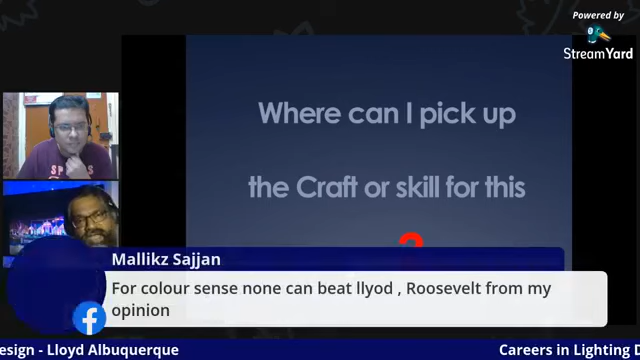 Powered by
StreamYard
Where can I pick up
the Craft or skill for this
?
Mallikz Sajjan
For colour sense none can beat llyod , Roosevelt from my
opinion
esign - Lloyd Albuquerque
Careers in Lighting D